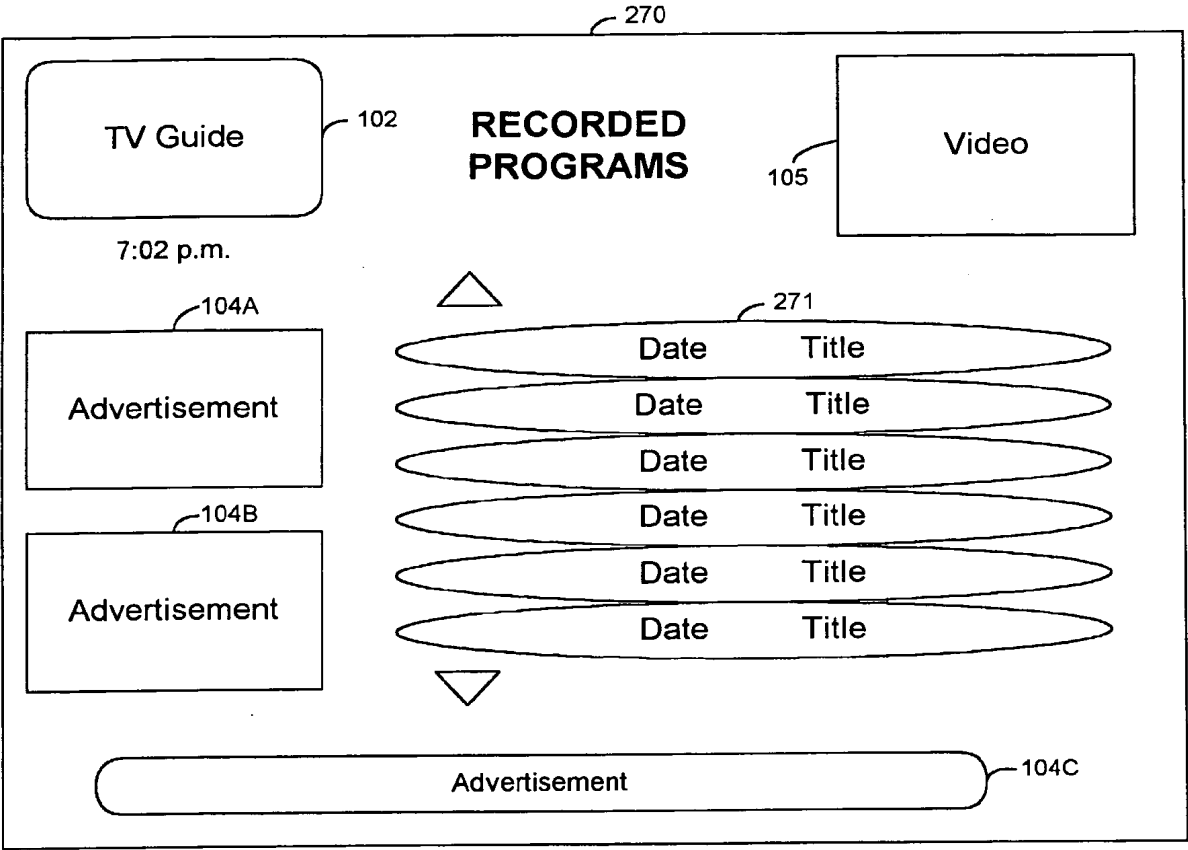 270
TV Guide
102
RECORDED
PROGRAMS
105
Video
7:02 p.m.
104A
Advertisement
104B
Advertisement
271
Date Title
Date Title
Date Title
Date Title
Date Title
Date Title
Advertisement
104C